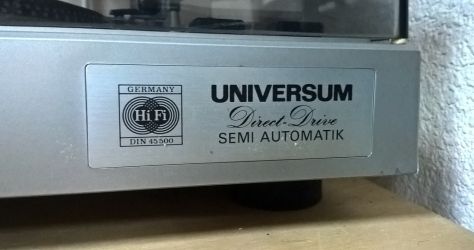 GERMANY
Hi Fi
DIN 45500
UNIVERSUM
Direct-Drive
SEMI AUTOMATIK